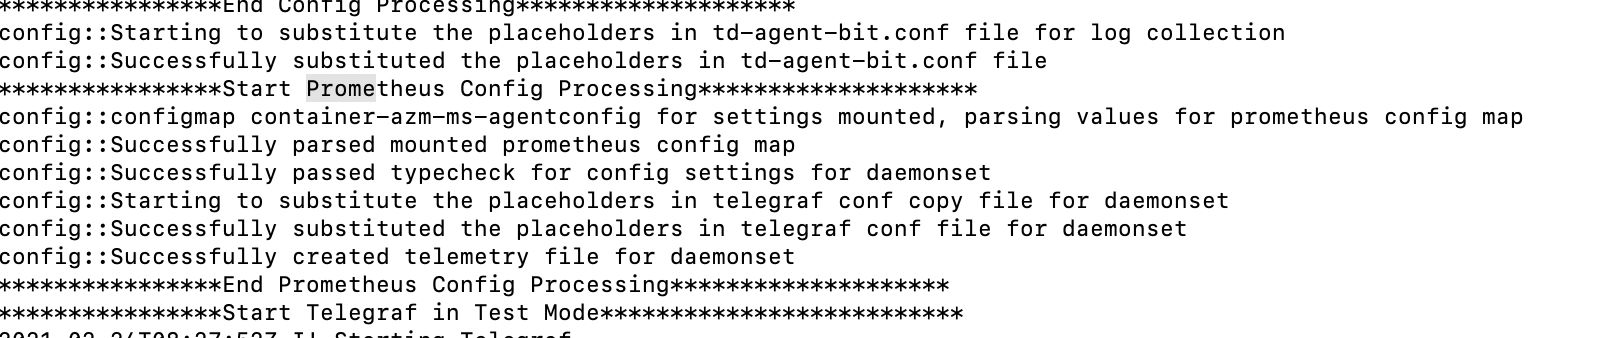 ****************End Config Processing********************
config::Starting to substitute the placeholders in td-agent-bit.conf file for log collection
config::Successfully substituted the placeholders in td-agent-bit.conf file
****************Start Prometheus Config Processing********************
config::configmap container-azm-ms-agentconfig for settings mounted, parsing values for prometheus config map
config::Successfully parsed mounted prometheus config map
config::Successfully passed typecheck for config settings for daemonset
config::Starting to substitute the placeholders in telegraf conf copy file for daemonset
config::Successfully substituted the placeholders in telegraf conf file for daemonset
config::Successfully created telemetry file for daemonset
****************End Prometheus Config Processing********************
****************Start Telegraf in Test Mode**************************
I! Starting Telegraf